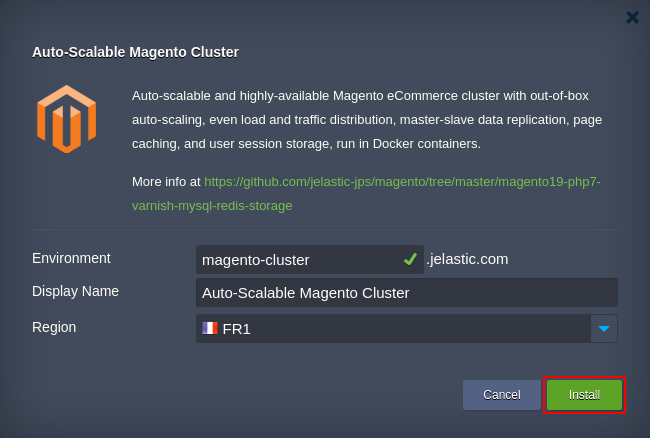 Auto-Scalable Magento Cluster
Auto-scalable and highly-available Magento eCommerce cluster with out-of-box
auto-scaling, even load and traffic distribution, master-slave data replication, page
caching, and user session storage, run in Docker containers.
More info at https://github.com/jelastic-jps/magento/tree/master/magento19-php7-
varnish-mysql-redis-storage
Environment magento-cluster .jelastic.com
Display Name Auto-Scalable Magento Cluster
Region FR1
Cancel Install